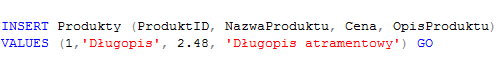 INSERT Produkty (ProduktID, NazwaProduktu, Cena, OpisProduktu)
VALUES (1,'Długopis', 2.48, 'Długopis atramentowy') GO